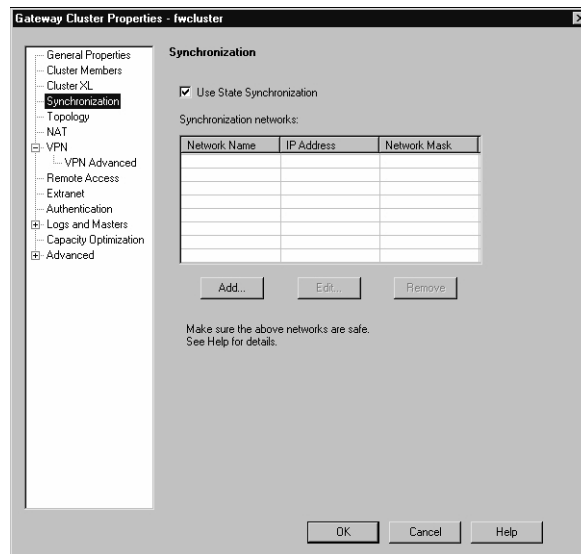 Gateway Cluster Properties - fwcluster
General Properties
Cluster Members
Cluster XL
Synchronization
Topology
NAT
VPN
VPN Advanced
Remote Access
Extranet
Authentication
Logs and Masters
Capacity Optimization
Advanced
Synchronization
Use State Synchronization
Synchronization networks:
Network Name IP Address Network Mask
Add... Edit... Remove
Make sure the above networks are safe.
See Help for details.
OK Cancel Help